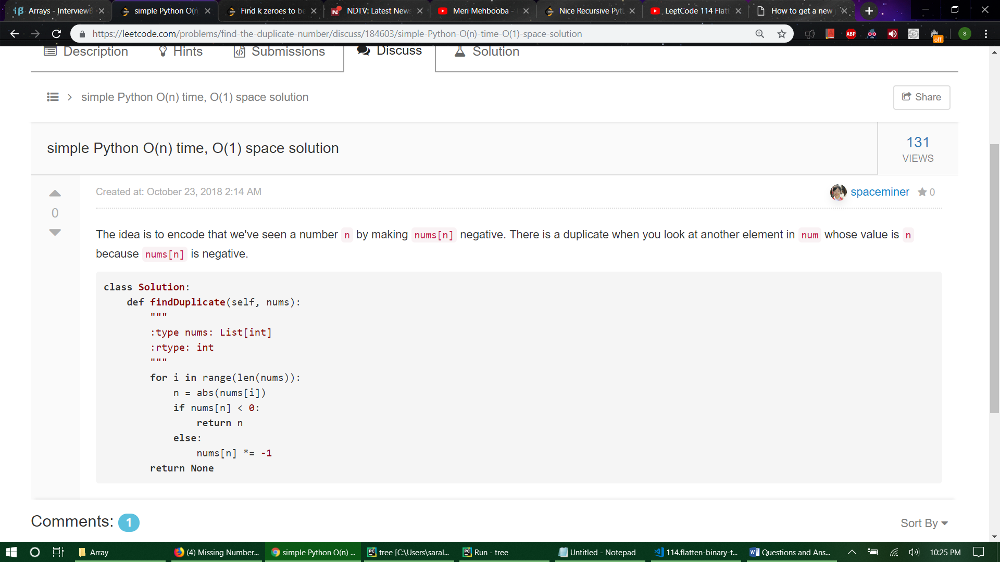 Arrays - InterviewB
simple Python O(n
Find k zeroes to be
NDTV: Latest News
Meri Mehbooba -
Nice Recursive Pyt
LeetCode 114 Flat
How to get a new
https://leetcode.com/problems/find-the-duplicate-number/discuss/184603/simple-Python-O(n)-time-O(1)-space-solution
ABP
off
S
Description
Hints
Submissions
Discuss
Solution
simple Python O(n) time, O(1) space solution
Share
simple Python O(n) time, O(1) space solution
131
VIEWS
Created at: October 23, 2018 2:14 AM
spaceminer
0
0
The idea is to encode that we've seen a number n by making nums[n] negative. There is a duplicate when you look at another element in num whose value is n
because nums[n] is negative.
class Solution:
def findDuplicate(self, nums):
"""
:type nums: List[int]
:rtype: int
"""
for i in range(len(nums)):
n = abs(nums[i])
if nums[n] < 0:
return n
else:
nums[n] *= -1
return None
Comments: 1
Sort By
Array
(4) Missing Number...
simple Python O(n) ...
tree [C:\Users\saral...
Run - tree
Untitled - Notepad
114.flatten-binary-t...
Questions and Ans...
10:25 PM